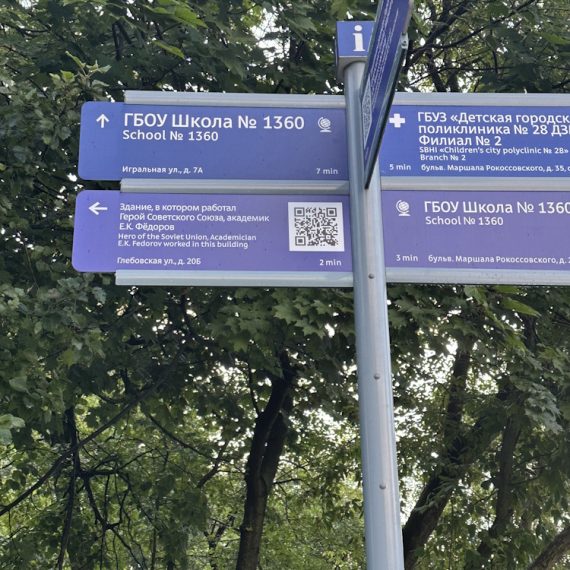 i
ГБОУ Школа № 1360
School № 1360
Игральная ул., д. 7А
7 min
Здание, в котором работал
Герой Советского Союза, академик
Е.К. Фёдоров
Hero of the Soviet Union, Academician
E.K. Fedorov worked in this building
Глебовская ул., д. 20Б
2 min
ГБУЗ «Детская городск
поликлиника № 28 ДЗ
Филиал № 2
SBHI «Children's city polyclinic № 28»
Branch № 2
5 min
бульв. Маршала Рокоссовского, д. 35,
ГБОУ Школа № 1360
School № 1360
3 min
бульв. Маршала Рокоссовского, д.